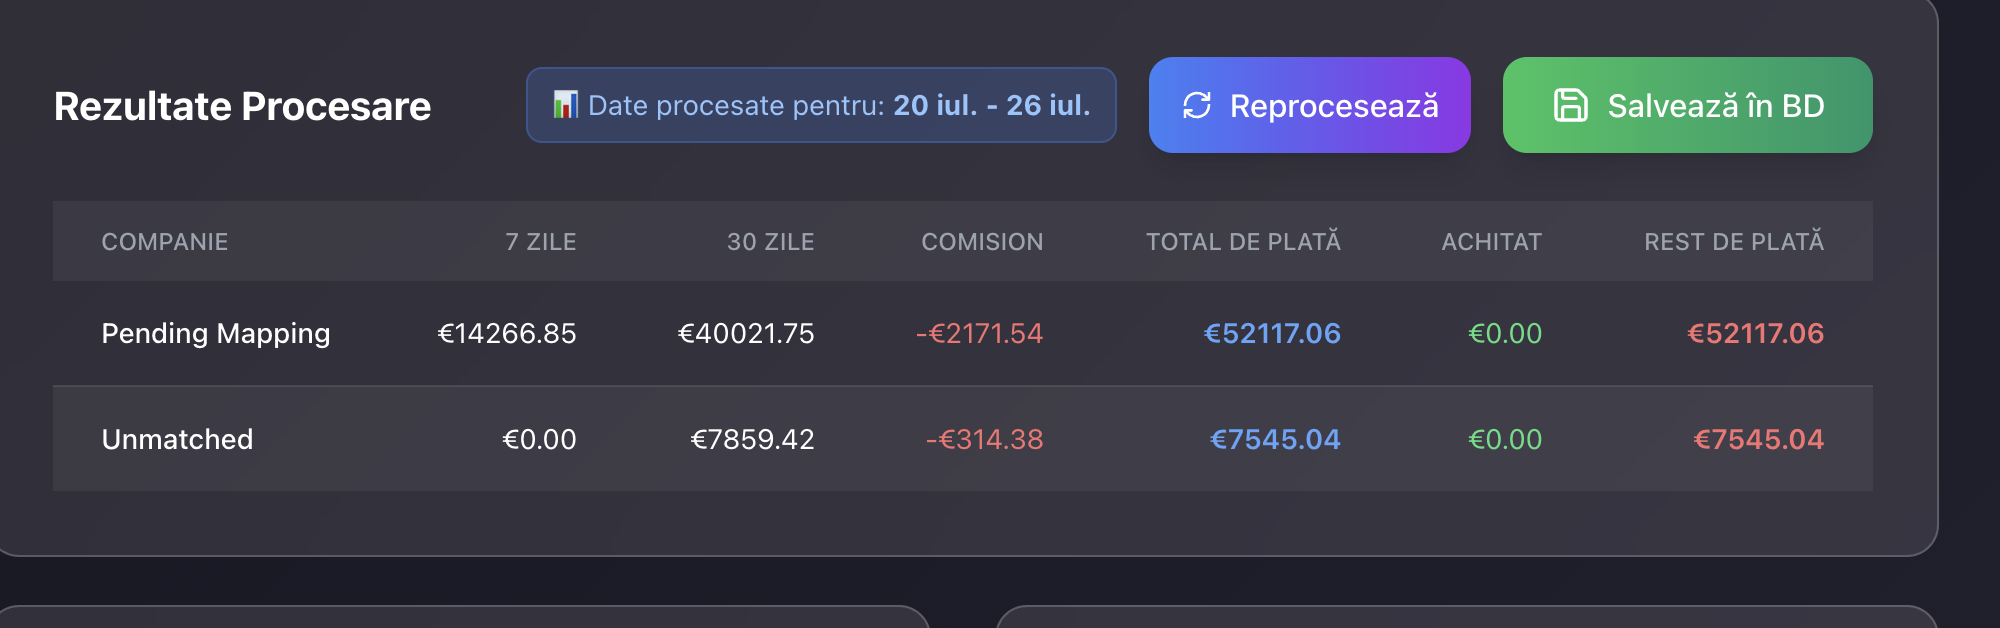 Rezultate Procesare
📊 Date procesate pentru: 20 iul. - 26 iul.
Reprocesează
Salvează în BD
COMPANIE 7 ZILE 30 ZILE COMISION TOTAL DE PLATĂ ACHITAT REST DE PLATĂ
Pending Mapping €14266.85 €40021.75 -€2171.54 €52117.06 €0.00 €52117.06
Unmatched €0.00 €7859.42 -€314.38 €7545.04 €0.00 €7545.04